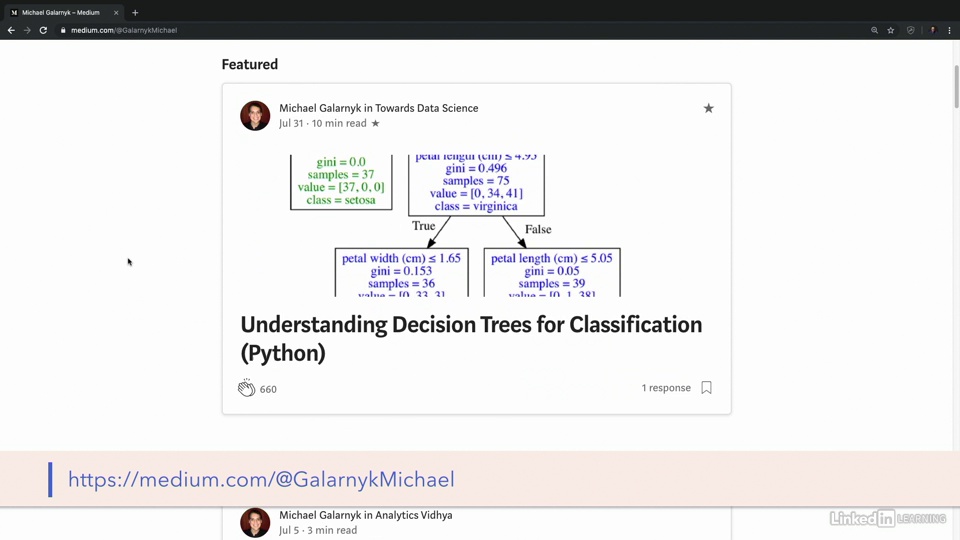 Michael Galarnyk – Medium
medium.com/@GalarnykMichael
Featured
Michael Galarnyk in Towards Data Science
Jul 31 · 10 min read ★
gini = 0.0
samples = 37
value = [37, 0, 0]
class = setosa
petal length (cm) ≤ 4.95
gini = 0.496
samples = 75
value = [0, 34, 41]
class = virginica
True
False
petal width (cm) ≤ 1.65
gini = 0.153
samples = 36
value = [0, 33, 3]
petal length (cm) ≤ 5.05
gini = 0.05
samples = 39
value = [0, 1, 38]
Understanding Decision Trees for Classification
(Python)
660
1 response
https://medium.com/@GalarnykMichael
Michael Galarnyk in Analytics Vidhya
Jul 5 · 3 min read
LinkedIn LEARNING